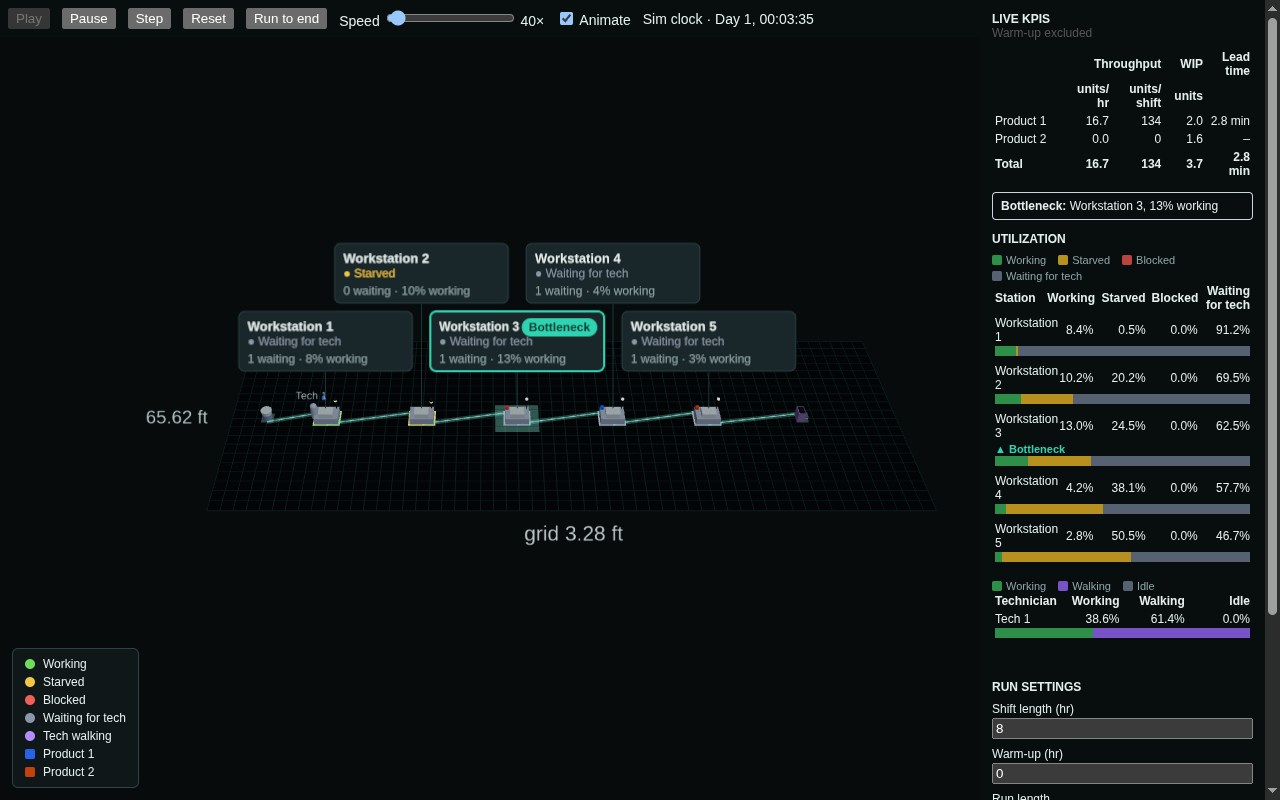 Play Pause Step Reset Run to end Speed 40× Animate Sim clock · Day 1, 00:03:35
Workstation 2
Starved
0 waiting · 10% working
Workstation 4
Waiting for tech
1 waiting · 4% working
Workstation 1
Waiting for tech
1 waiting · 8% working
Workstation 3 Bottleneck
Waiting for tech
1 waiting · 13% working
Workstation 5
Waiting for tech
1 waiting · 3% working
Tech 1
65.62 ft
grid 3.28 ft
Working
Starved
Blocked
Waiting for tech
Tech walking
Product 1
Product 2
LIVE KPIS
Warm-up excluded
Throughput WIP Lead
time
units/ units/ units
hr shift
Product 1 16.7 134 2.0 2.8 min
Product 2 0.0 0 1.6 –
Total 16.7 134 3.7 2.8
min
Bottleneck: Workstation 3, 13% working
UTILIZATION
Working Starved Blocked
Waiting for tech
Station Working Starved Blocked Waiting
for tech
Workstation 8.4% 0.5% 0.0% 91.2%
1
Workstation 10.2% 20.2% 0.0% 69.5%
2
Workstation 13.0% 24.5% 0.0% 62.5%
3
▲ Bottleneck
Workstation 4.2% 38.1% 0.0% 57.7%
4
Workstation 2.8% 50.5% 0.0% 46.7%
5
Working Walking Idle
Technician Working Walking Idle
Tech 1 38.6% 61.4% 0.0%
RUN SETTINGS
Shift length (hr)
8
Warm-up (hr)
0
Run length